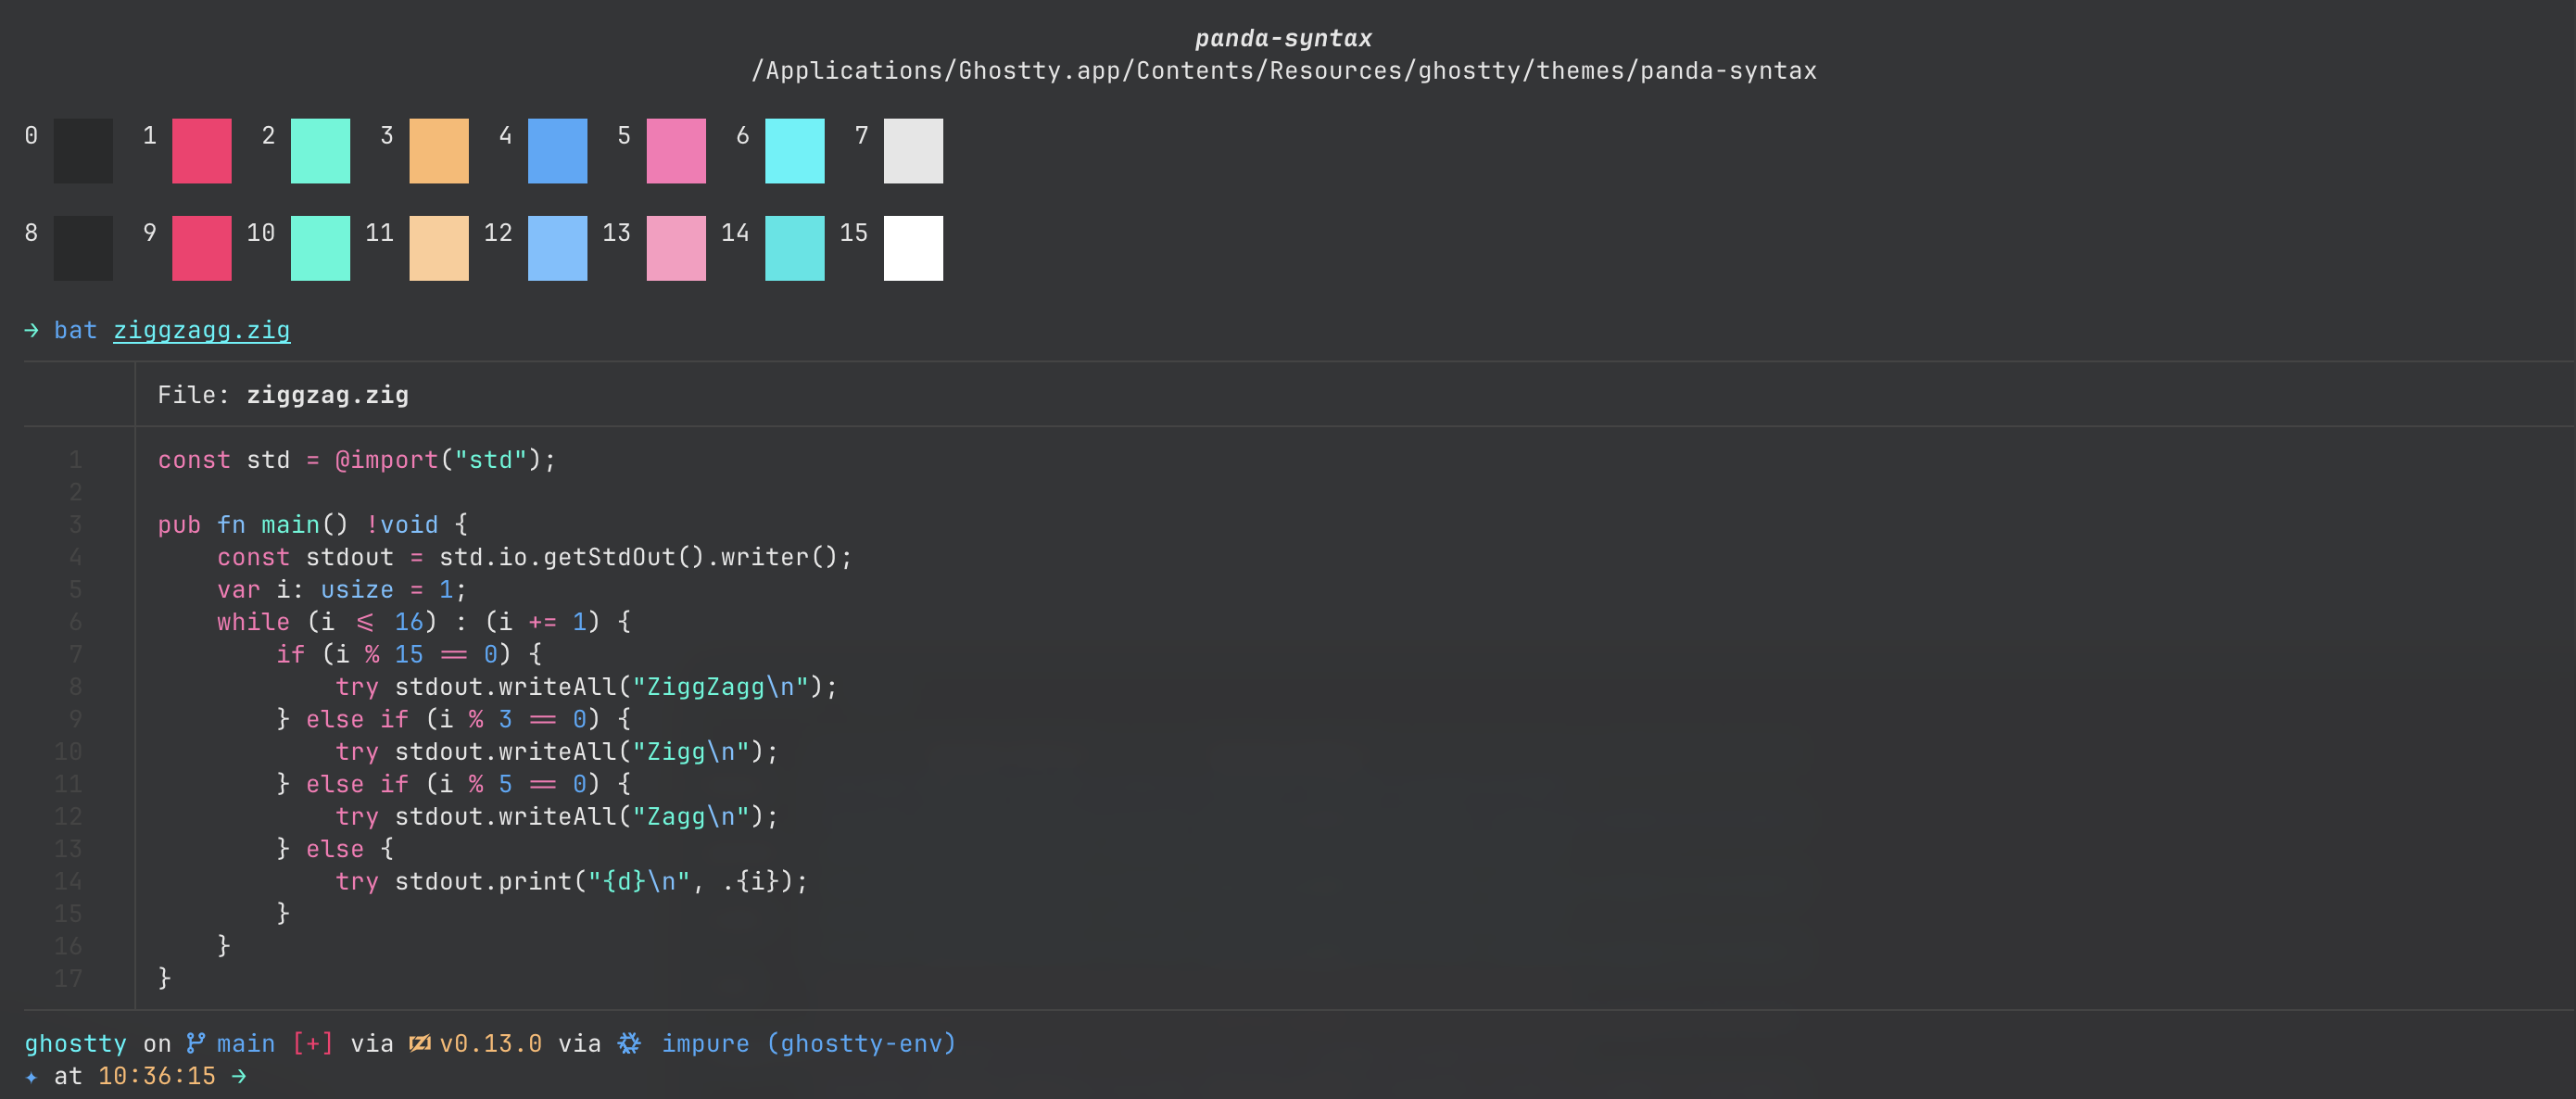 panda-syntax
/Applications/Ghostty.app/Contents/Resources/ghostty/themes/panda-syntax
0 1 2 3 4 5 6 7
8 9 10 11 12 13 14 15
→ bat ziggzagg.zig
File: ziggzag.zig
1 const std = @import("std");
2
3 pub fn main() !void {
4     const stdout = std.io.getStdOut().writer();
5     var i: usize = 1;
6     while (i <= 16) : (i += 1) {
7         if (i % 15 == 0) {
8             try stdout.writeAll("ZiggZagg\n");
9         } else if (i % 3 == 0) {
10             try stdout.writeAll("Zigg\n");
11         } else if (i % 5 == 0) {
12             try stdout.writeAll("Zagg\n");
13         } else {
14             try stdout.print("{d}\n", .{i});
15         }
16     }
17 }
ghostty on main [+] via v0.13.0 via impure (ghostty-env)
✦ at 10:36:15 →